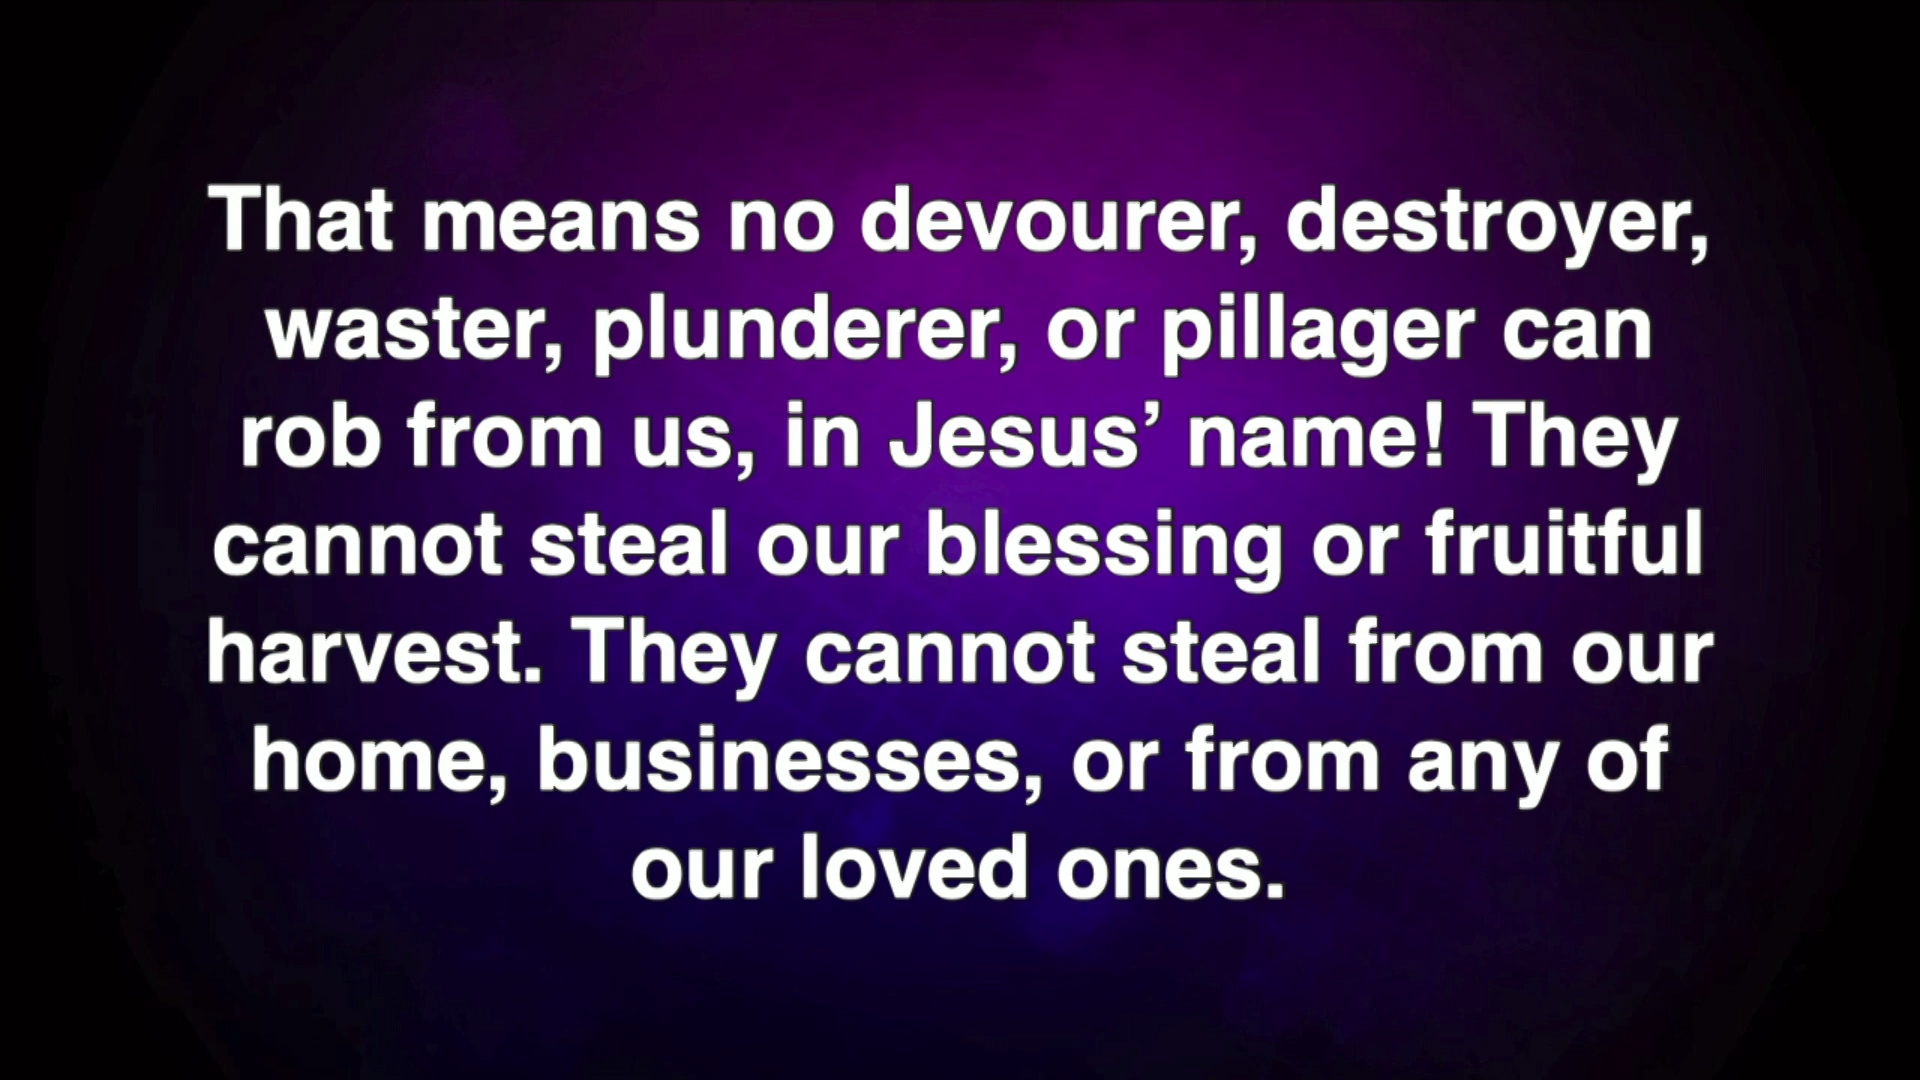 That means no devourer, destroyer,
waster, plunderer, or pillager can
rob from us, in Jesus’ name! They
cannot steal our blessing or fruitful
harvest. They cannot steal from our
home, businesses, or from any of
our loved ones.